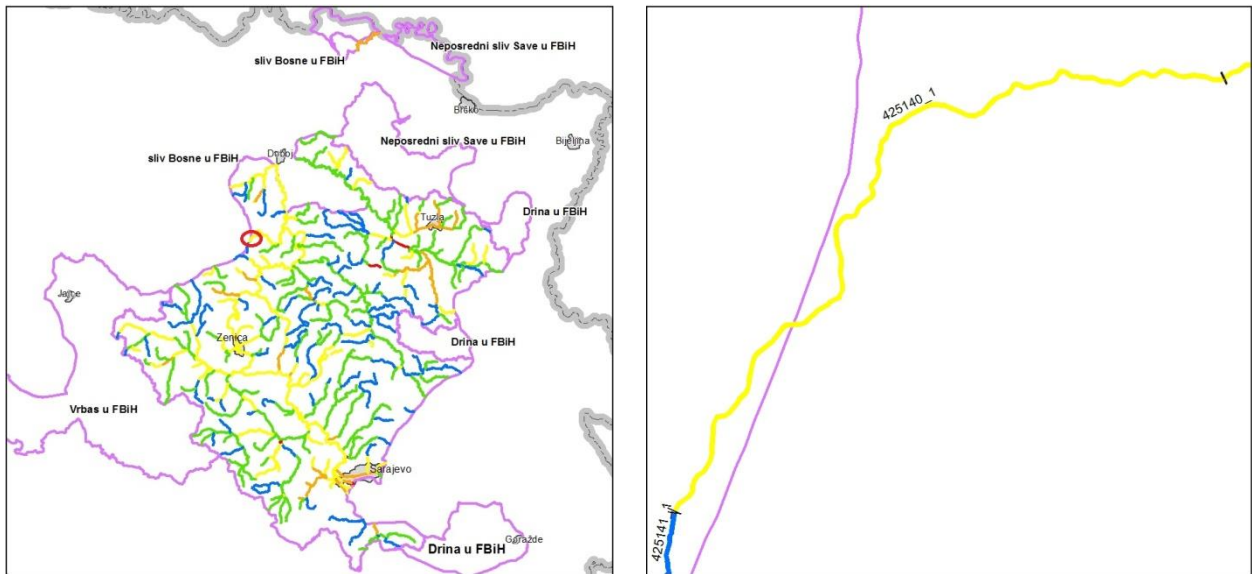 Neposredni sliv Save u FBiH
sliv Bosne u FBiH
Brčko
Neposredni sliv Save u FBiH
Bijeljina
sliv Bosne u FBiH
Doboj
Drina u FBiH
Tuzla
Jajce
Zenica
Drina u FBiH
Vrbas u FBiH
Sarajevo
Drina u FBiH
Goražde
425140_1
425141_1